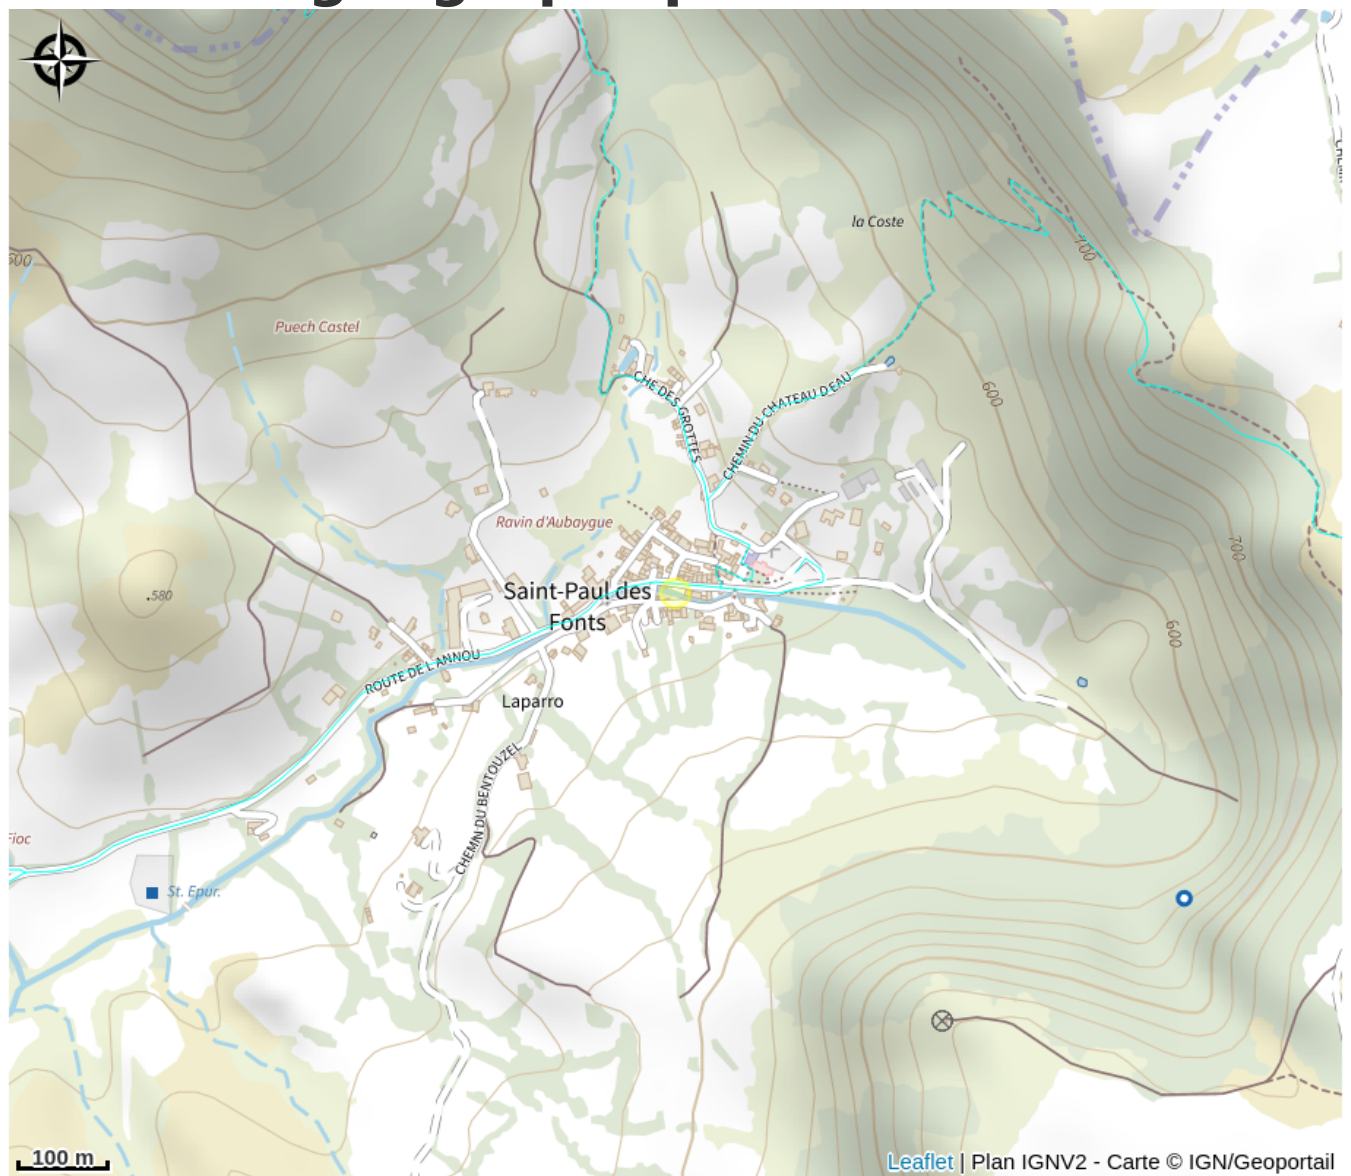 la Coste
700
600
Puech Castel
CHE DES GROTTES
CHEMIN DU CHATEAU D'EAU
600
Ravin d'Aubaygue
700
.580
Saint-Paul des
Fonts
600
ROUTE DE L'ANNOU
Laparro
CHEMIN DU BENTOUZEL
Fioc
St. Epur.
100 m
Leaflet | Plan IGNV2 - Carte © IGN/Geoportail